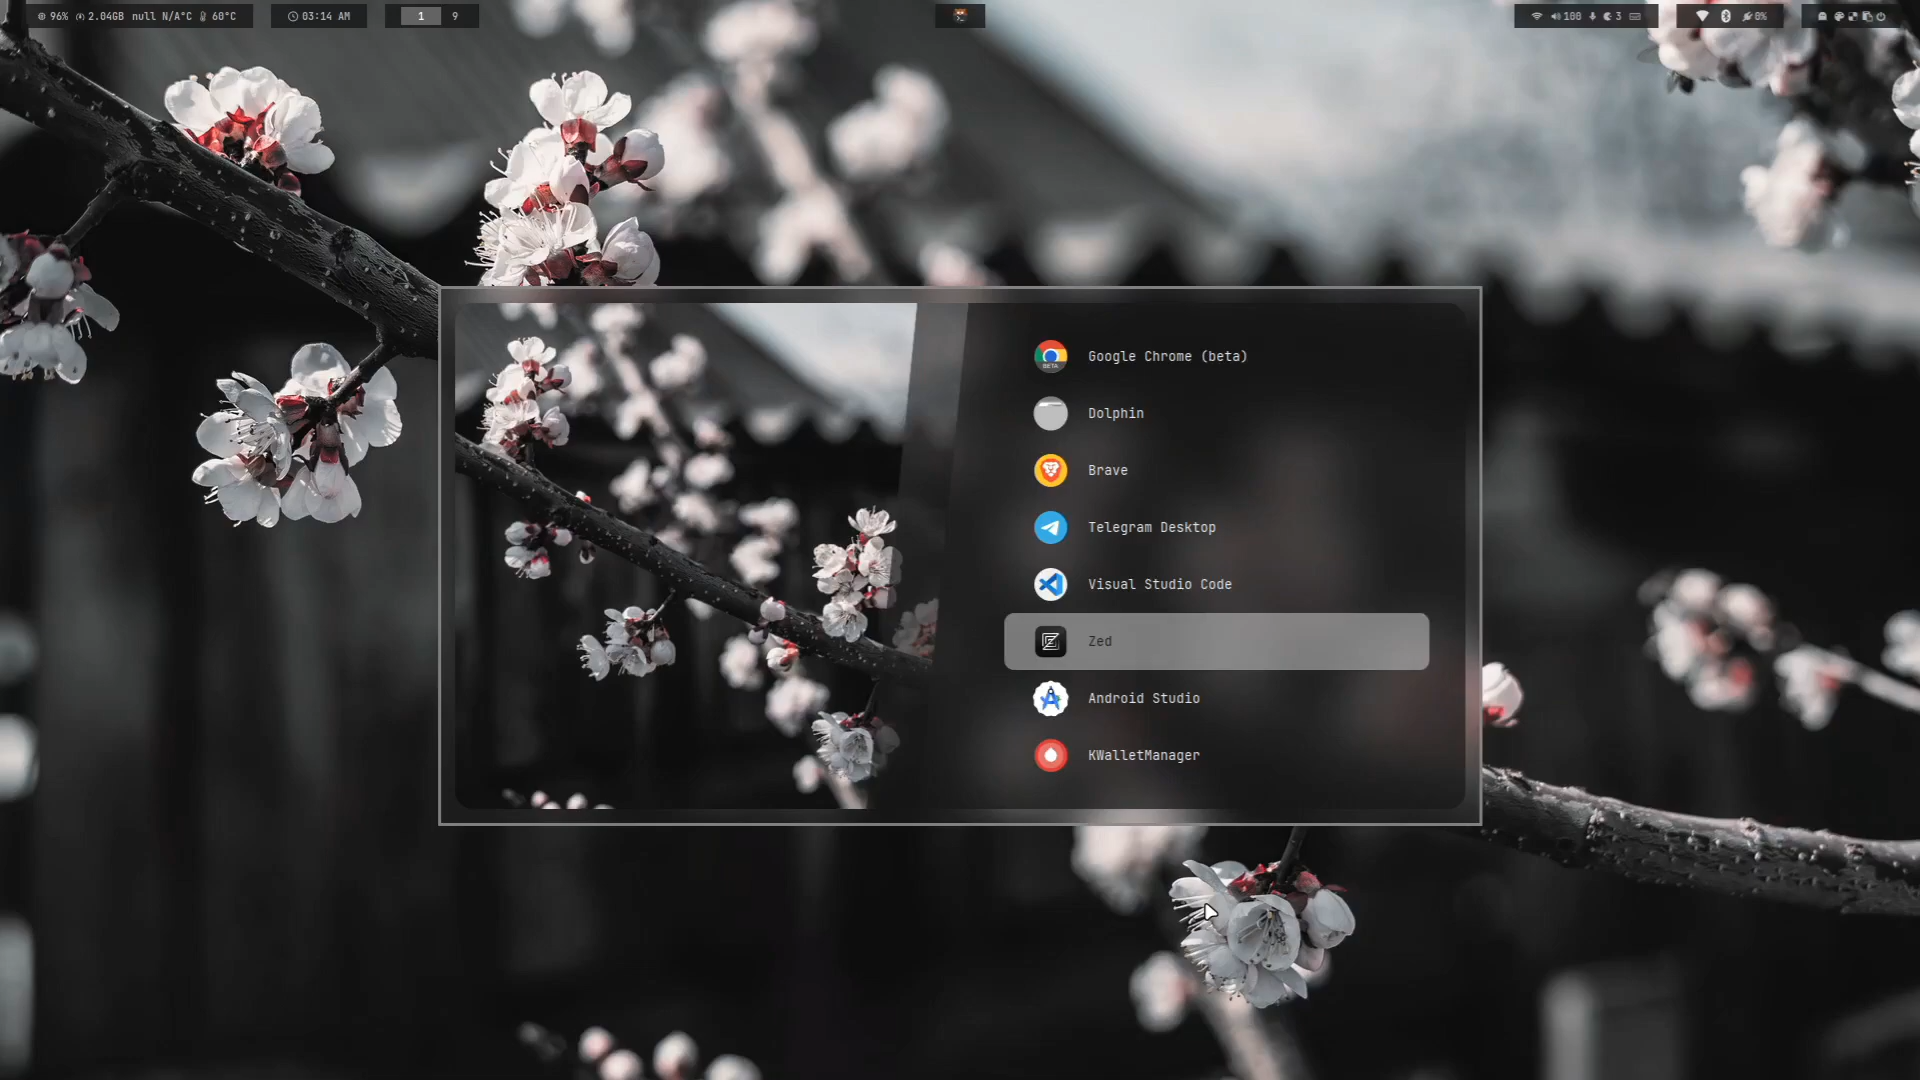 96% 2.04GB null N/A°C 60°C
03:14 AM
1 9
100 3
0%
Google Chrome (beta)
Dolphin
Brave
Telegram Desktop
Visual Studio Code
Zed
Android Studio
KWalletManager
BETA